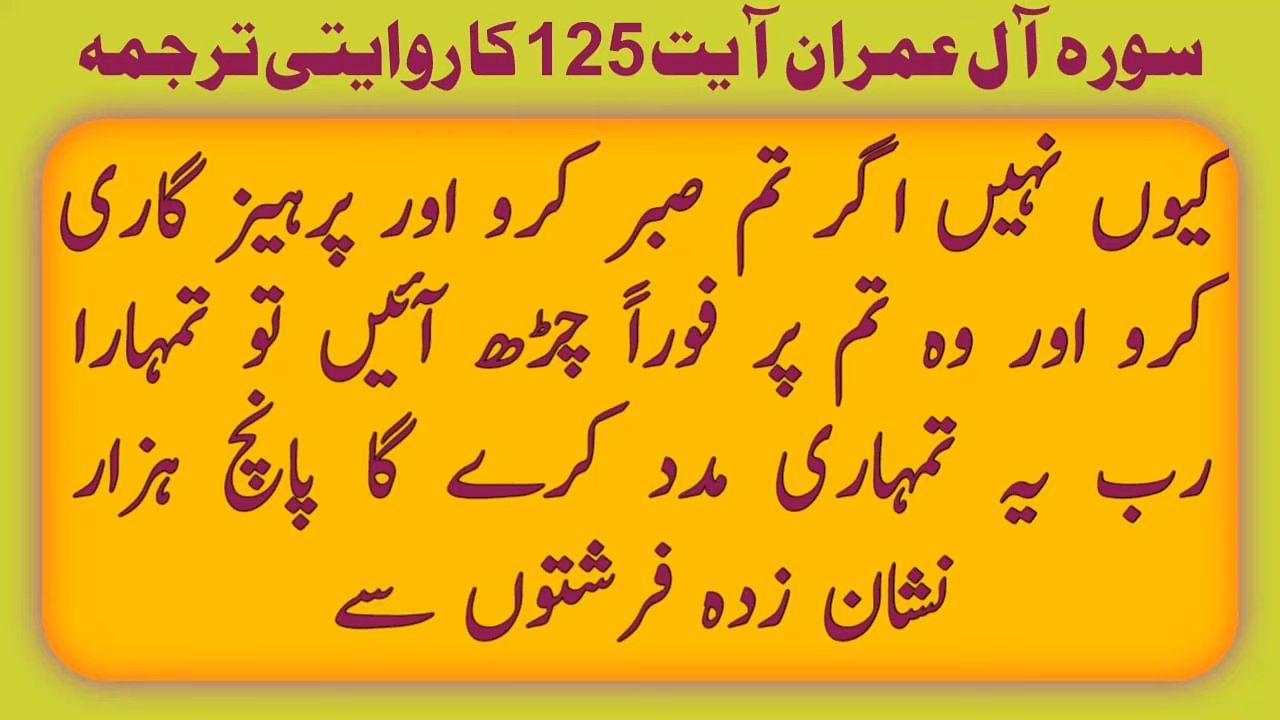 سورہ آل عمران آیت 125 کا روایتی ترجمہ
کیوں نہیں اگر تم صبر کرو اور پرہیز گاری
کرو اور وہ تم پر فوراً چڑھ آئیں تو تمہارا
رب یہ تمہاری مدد کرے گا پانچ ہزار
نشان زدہ فرشتوں سے